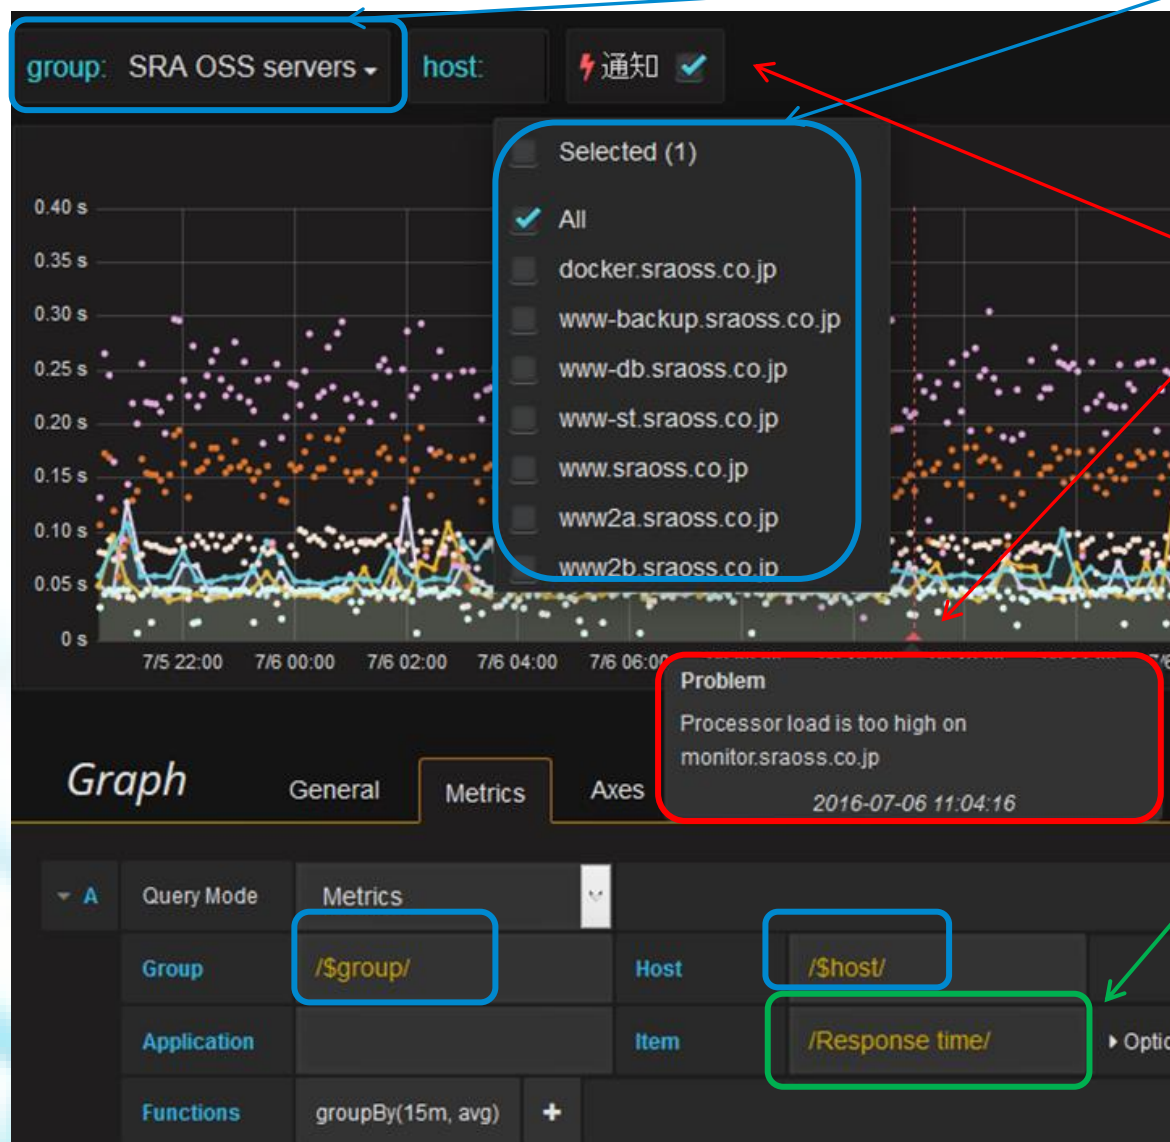 group: SRA OSS servers host: 通知
Selected (1)
All
docker.sraoss.co.jp
www-backup.sraoss.co.jp
www-db.sraoss.co.jp
www-st.sraoss.co.jp
www.sraoss.co.jp
www2a.sraoss.co.jp
www2b.sraoss.co.jp
0.40 s
0.35 s
0.30 s
0.25 s
0.20 s
0.15 s
0.10 s
0.05 s
0 s
7/5 22:00 7/6 00:00 7/6 02:00 7/6 04:00 7/6 06:00
Problem
Processor load is too high on
monitor.sraoss.co.jp
2016-07-06 11:04:16
Graph General Metrics Axes
A Query Mode Metrics
Group /$group/ Host /$host/
Application Item /Response time/ Optio
Functions groupBy(15m, avg) +